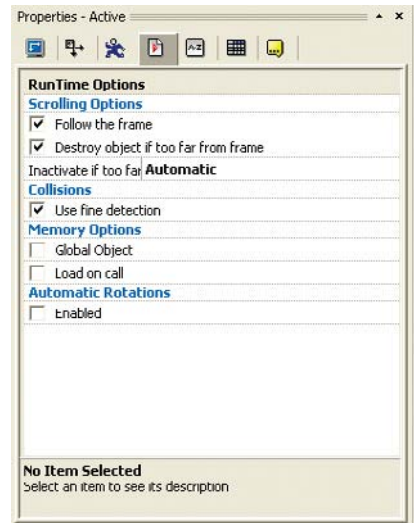 Properties - Active
A-Z
RunTime Options
Scrolling Options
Follow the frame
Destroy object if too far from frame
Inactivate if too far Automatic
Collisions
Use fine detection
Memory Options
Global Object
Load on call
Automatic Rotations
Enabled
No Item Selected
Select an item to see its description